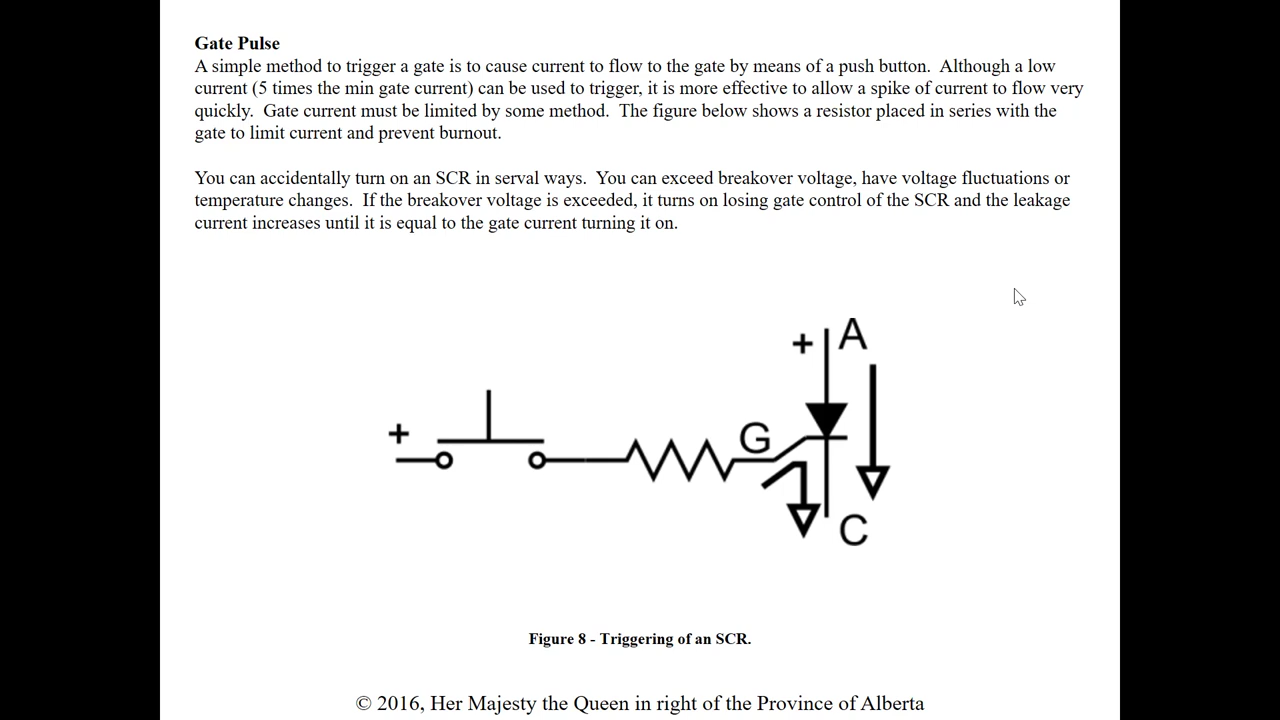 Gate Pulse
A simple method to trigger a gate is to cause current to flow to the gate by means of a push button.  Although a low
current (5 times the min gate current) can be used to trigger, it is more effective to allow a spike of current to flow very
quickly.  Gate current must be limited by some method.  The figure below shows a resistor placed in series with the
gate to limit current and prevent burnout.
You can accidentally turn on an SCR in serval ways.  You can exceed breakover voltage, have voltage fluctuations or
temperature changes.  If the breakover voltage is exceeded, it turns on losing gate control of the SCR and the leakage
current increases until it is equal to the gate current turning it on.
+ A
+
G
C
Figure 8 - Triggering of an SCR.
© 2016, Her Majesty the Queen in right of the Province of Alberta